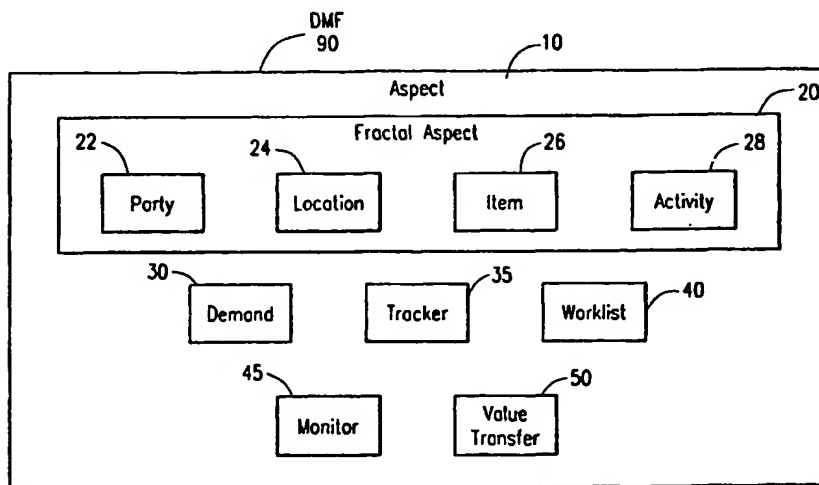 DMF
90
10
Aspect
20
Fractal Aspect
22
24
26
28
Party
Location
Item
Activity
30
35
40
Demand
Tracker
Worklist
45
50
Monitor
Value
Transfer